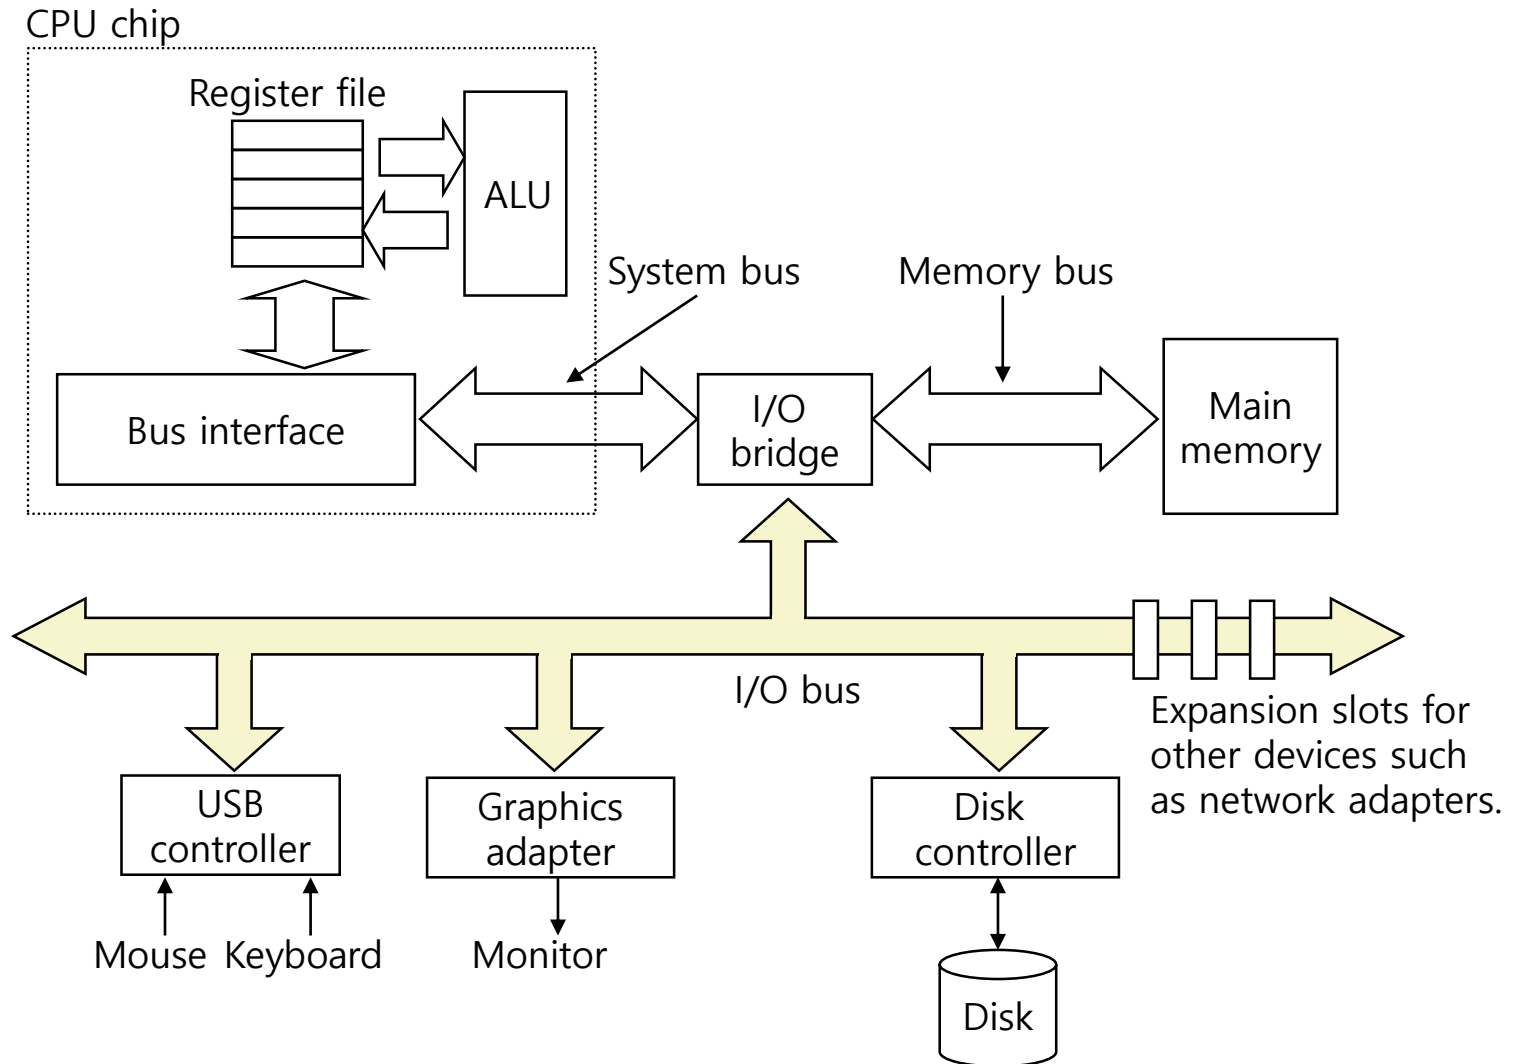 CPU chip
Register file
ALU
System bus
Memory bus
Bus interface
I/O
bridge
Main
memory
I/O bus
Expansion slots for
other devices such
as network adapters.
USB
controller
Graphics
adapter
Disk
controller
Mouse
Keyboard
Monitor
Disk